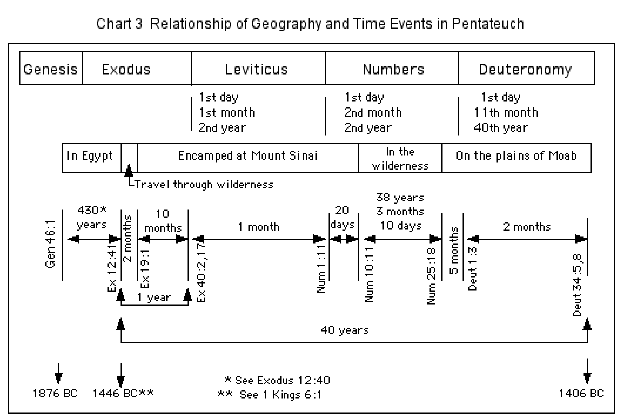 Chart 3 Relationship of Geography and Time Events in Pentateuch
Genesis Exodus Leviticus Numbers Deuteronomy
1st day
1st month
2nd year
1st day
2nd month
2nd year
1st day
11th month
40th year
In Egypt
Encamped at Mount Sinai
In the
wilderness
On the plains of Moab
Travel through wilderness
Gen 46:1
430*
years
Ex 12:41
2 months
Ex 19:1
10
months
Ex 40:2,17
1 month
Num 1:11
20
days
Num 10:11
38 years
3 months
10 days
Num 25:18
5 months
Deut 1:3
2 months
Deut 34:5,8
1 year
40 years
* See Exodus 12:40
** See 1 Kings 6:1
1876 BC
1446 BC**
1406 BC